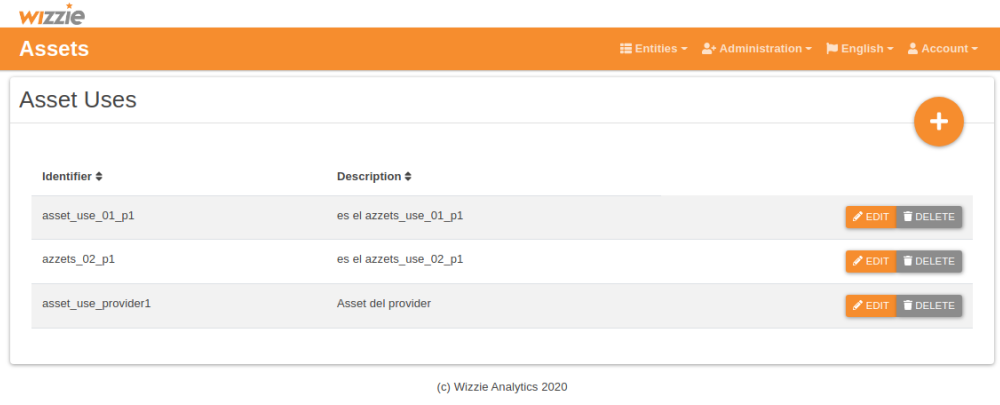 wizzie
Assets
Entities
Administration
English
Account
Asset Uses
Identifier
Description
asset_use_01_p1
es el azzets_use_01_p1
EDIT
DELETE
azzets_02_p1
es el azzets_use_02_p1
EDIT
DELETE
asset_use_provider1
Asset del provider
EDIT
DELETE
(c) Wizzie Analytics 2020